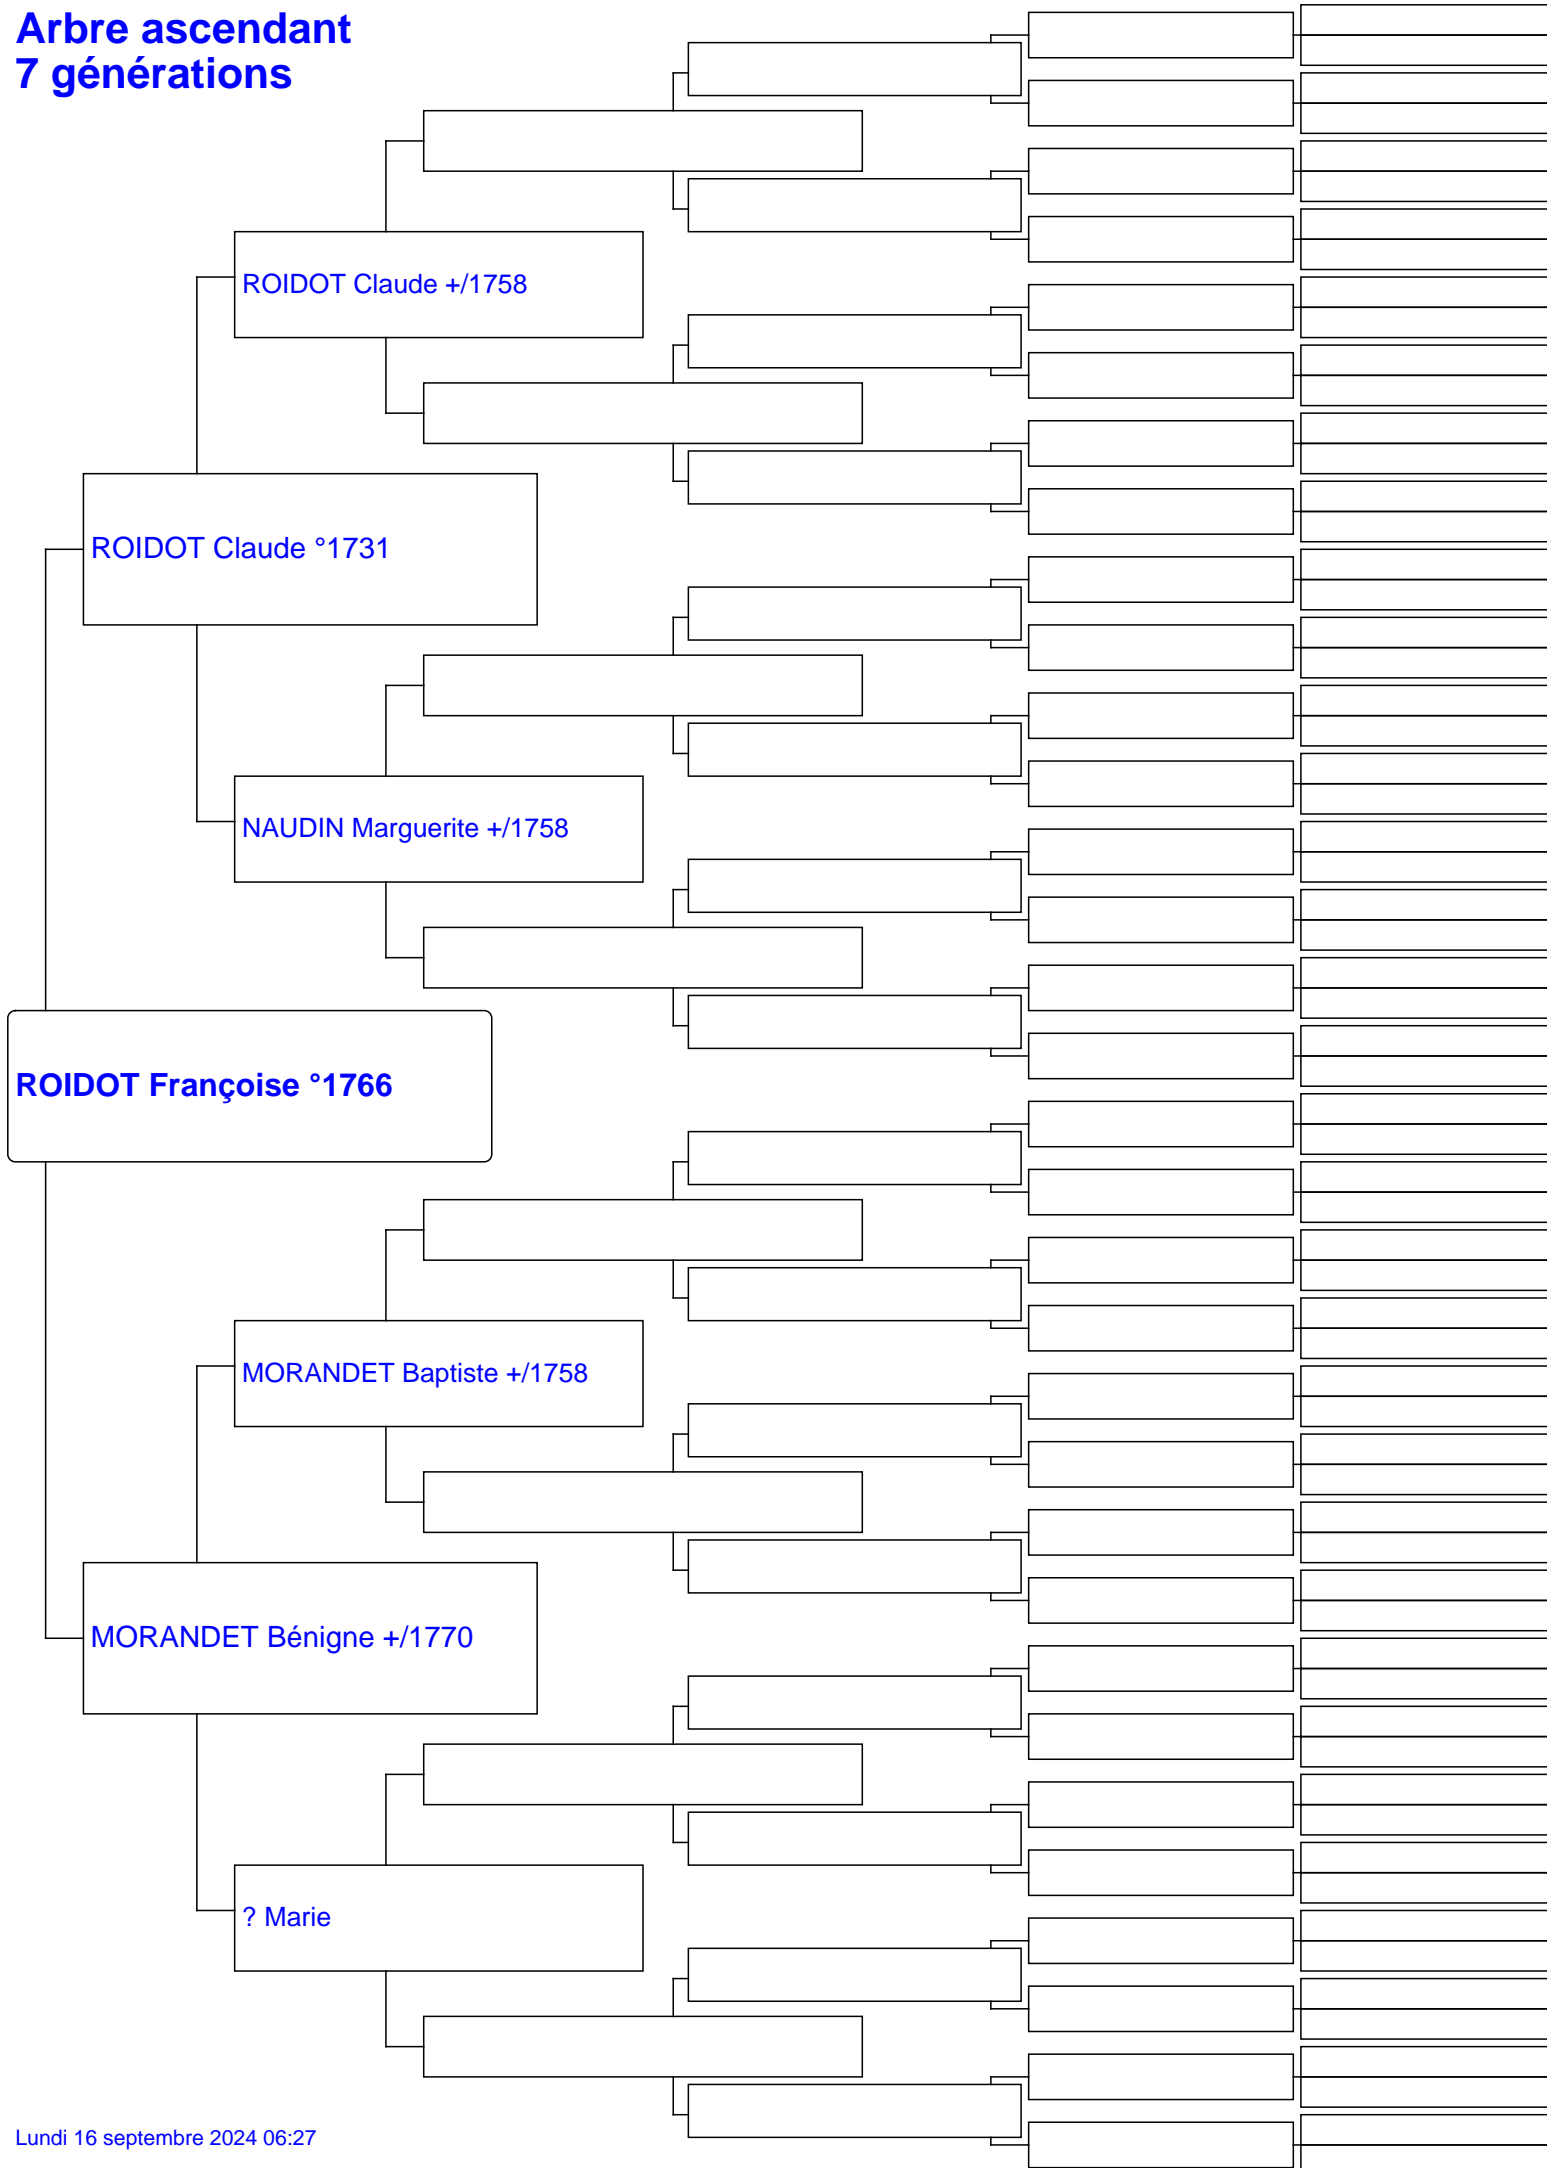 Arbre ascendant
7 générations
ROIDOT Claude +/1758
ROIDOT Claude °1731
NAUDIN Marguerite +/1758
ROIDOT Françoise °1766
MORANDET Baptiste +/1758
MORANDET Bénigne +/1770
? Marie
Lundi 16 septembre 2024 06:27